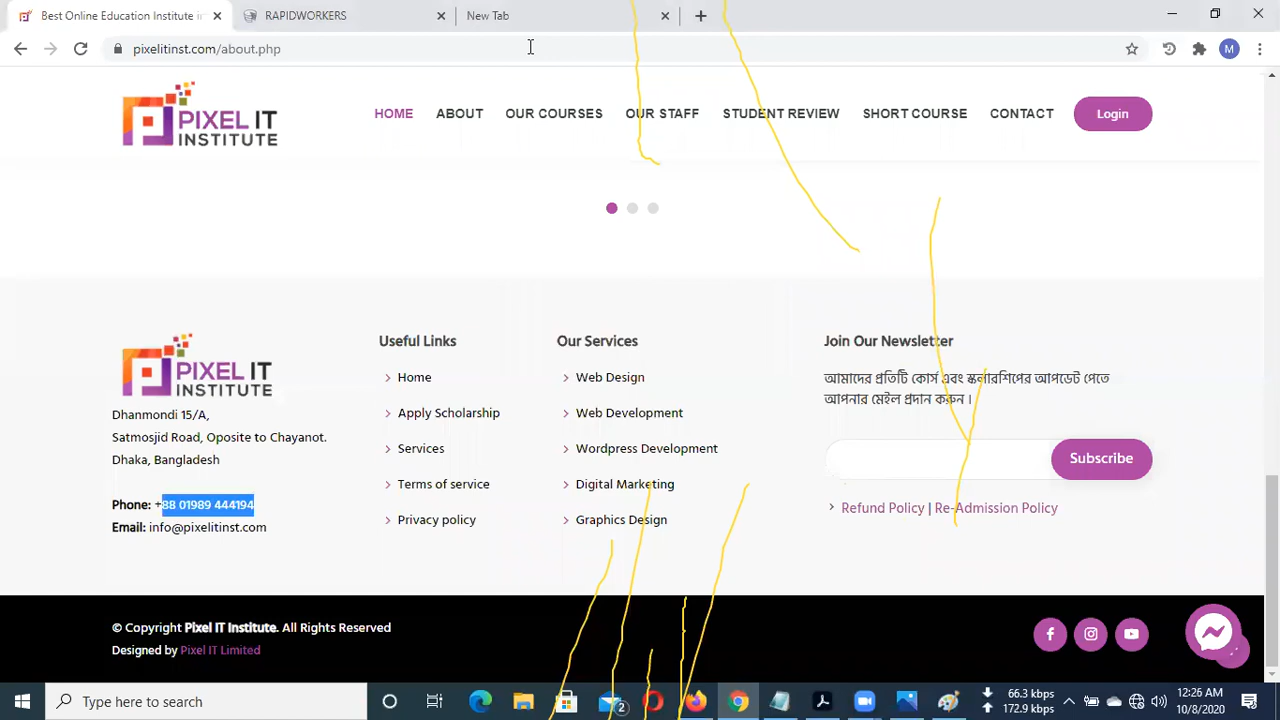 Best Online Education Institute in
RAPIDWORKERS
New Tab
pixelitinst.com/about.php
M
PIXEL IT
INSTITUTE
HOME
ABOUT
OUR COURSES
OUR STAFF
STUDENT REVIEW
SHORT COURSE
CONTACT
Login
PIXEL IT
INSTITUTE
Dhanmondi 15/A,
Satmosjid Road, Oposite to Chayanot.
Dhaka, Bangladesh
Phone: +88 01989 444194
Email: info@pixelitinst.com
Useful Links
Home
Apply Scholarship
Services
Terms of service
Privacy policy
Our Services
Web Design
Web Development
Wordpress Development
Digital Marketing
Graphics Design
Join Our Newsletter
আমাদের প্রতিটি কোর্স এবং স্কলারশিপের আপডেট পেতে
আপনার মেইল প্রদান করুন ।
Subscribe
Refund Policy | Re-Admission Policy
© Copyright Pixel IT Institute. All Rights Reserved
Designed by Pixel IT Limited
Type here to search
2
66.3 kbps
172.9 kbps
12:26 AM
10/8/2020